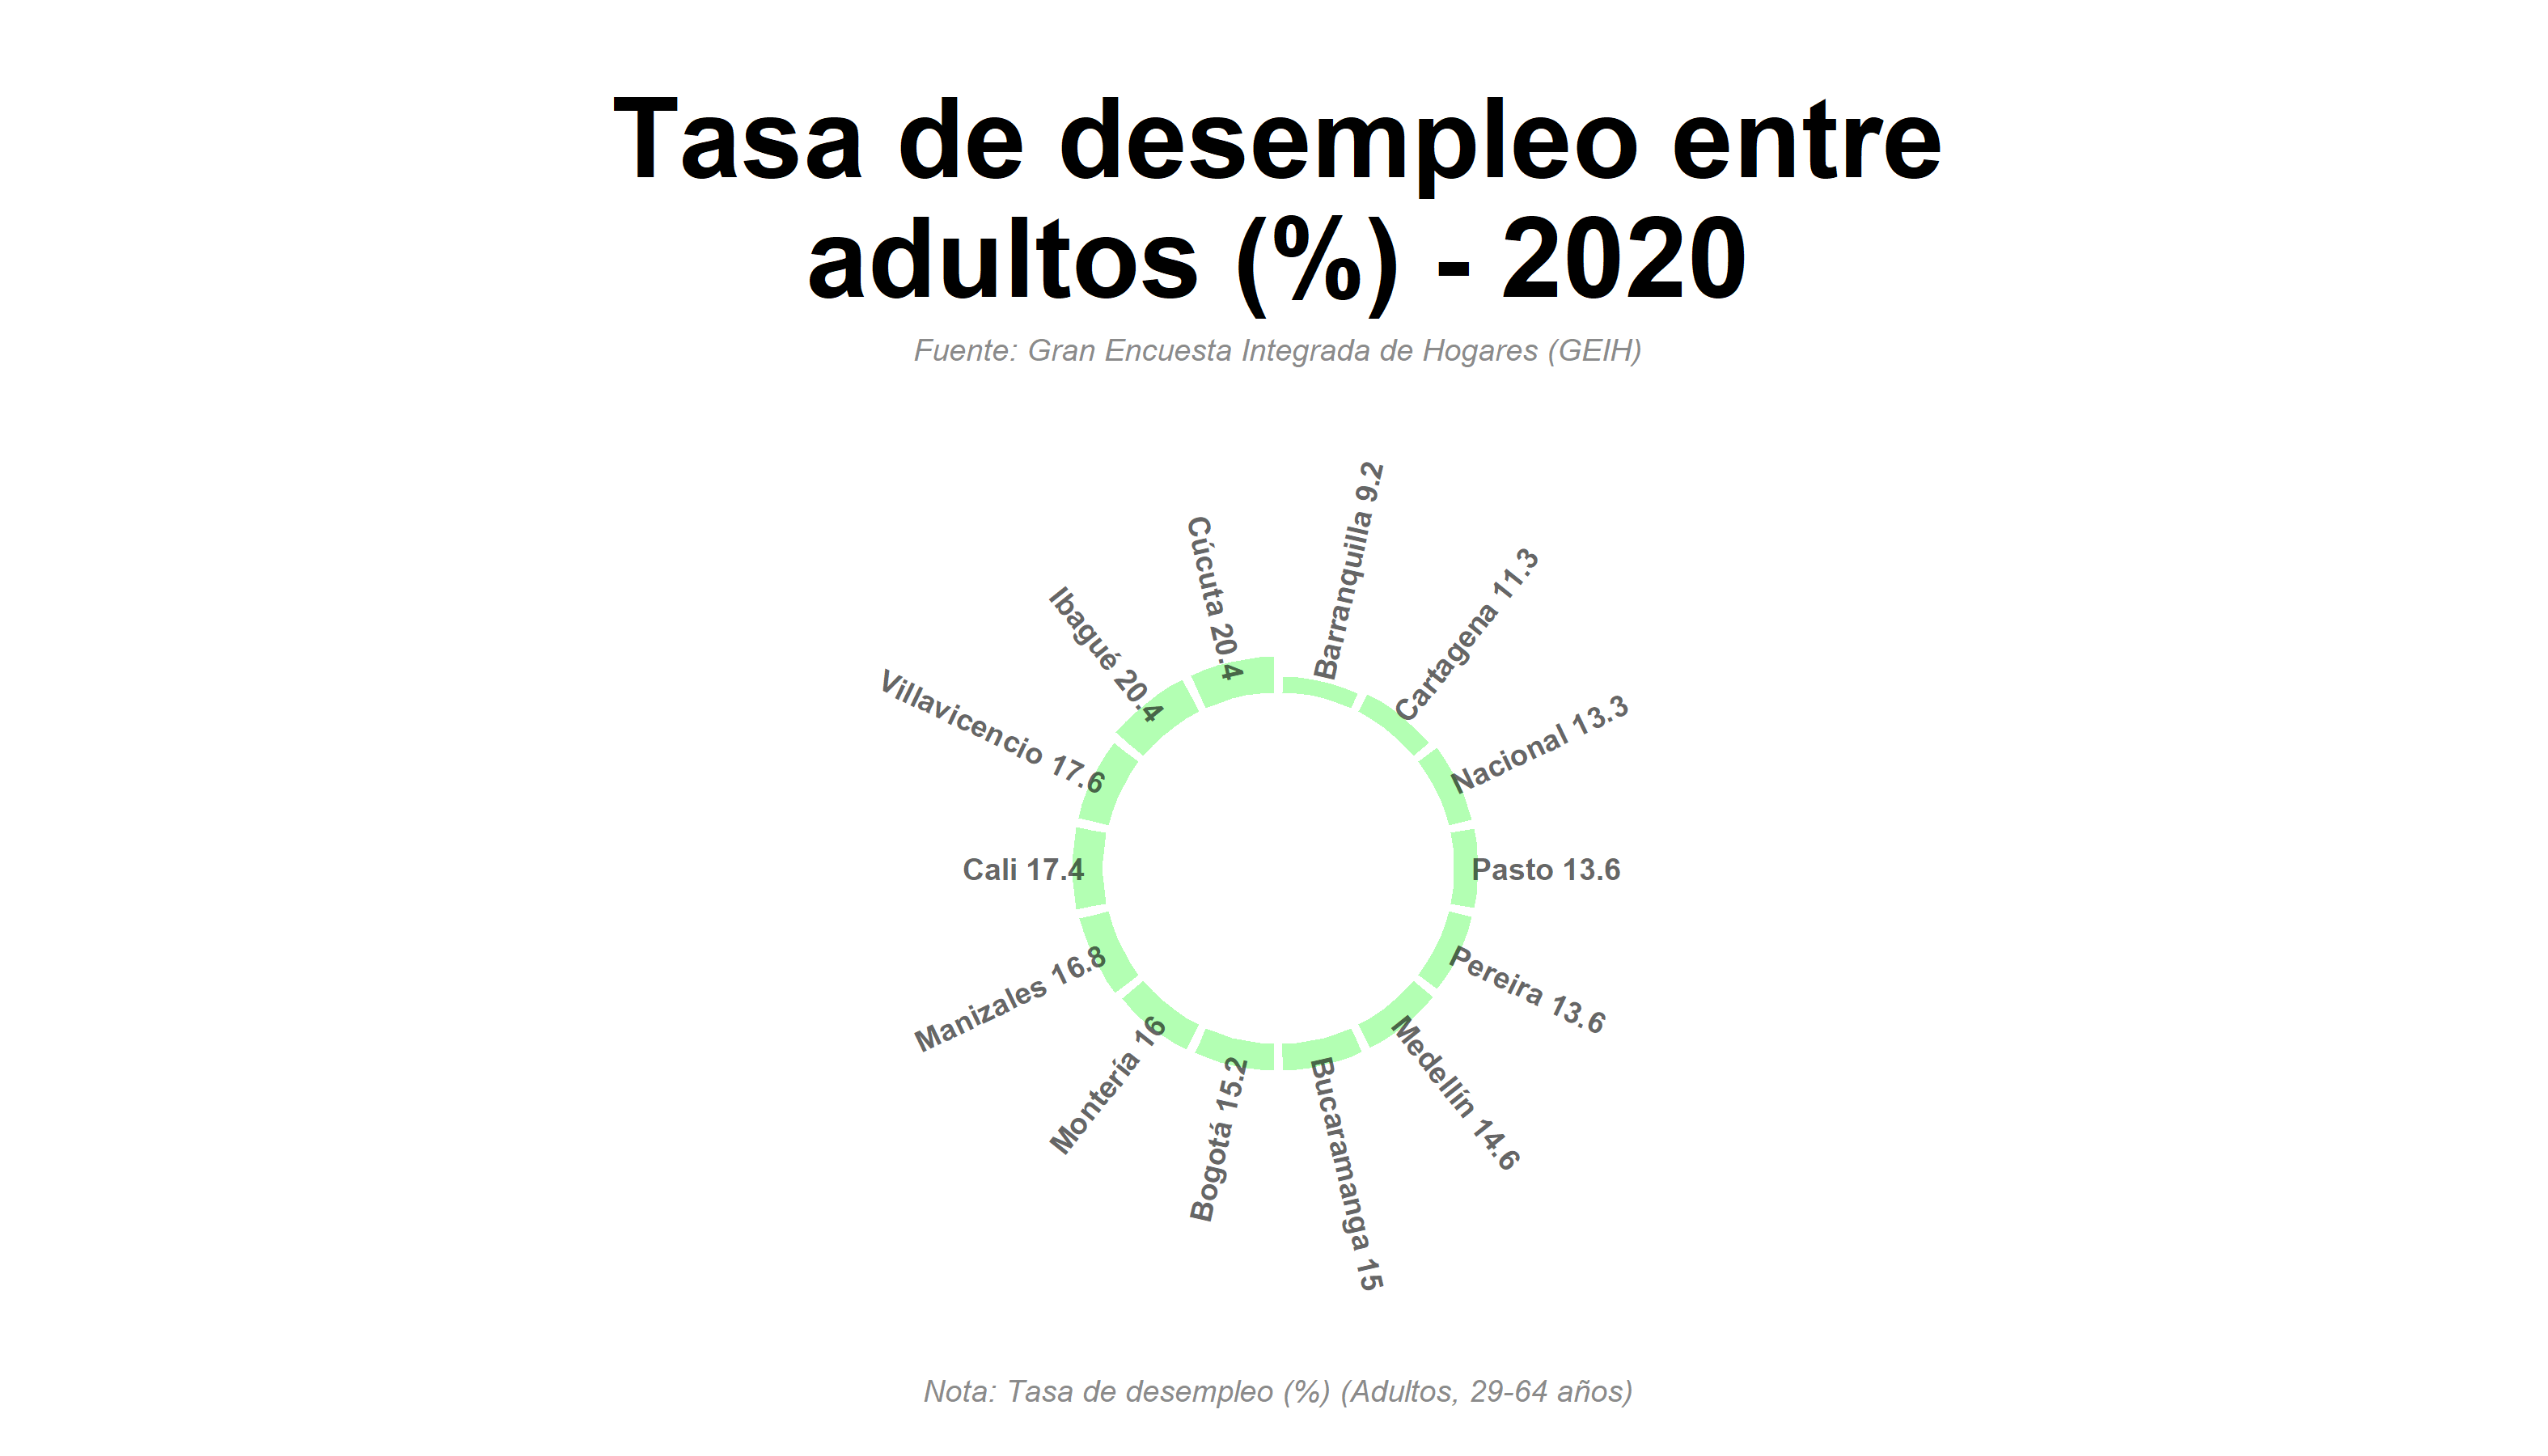 Tasa de desempleo entre
adultos (%) - 2020
Fuente: Gran Encuesta Integrada de Hogares (GEIH)
Barranquilla 9.2
Cartagena 11.3
Nacional 13.3
Pasto 13.6
Pereira 13.6
Medellín 14.6
Bucaramanga 15
Bogotá 15.2
Montería 16
Manizales 16.8
Cali 17.4
Villavicencio 17.6
Ibagué 20.4
Cúcuta 20.4
Nota: Tasa de desempleo (%) (Adultos, 29-64 años)